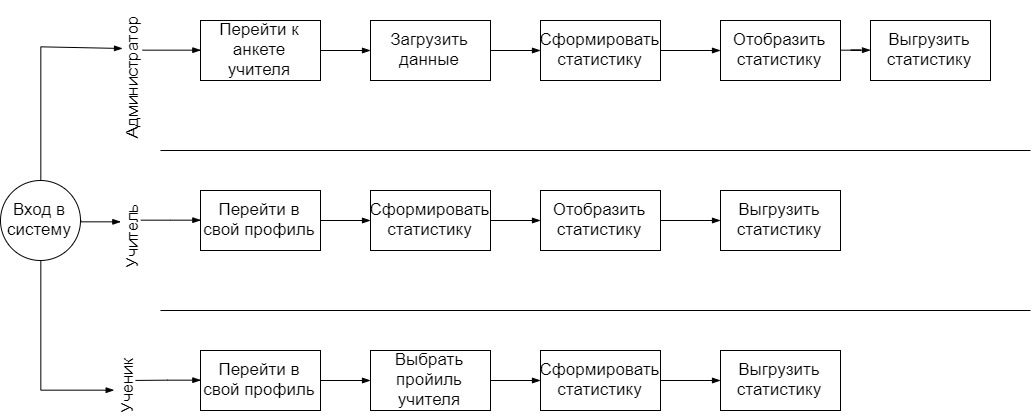 Вход в
систему
Администратор
Перейти к
анкете
учителя
Загрузить
данные
Сформировать
статистику
Отобразить
статистику
Выгрузить
статистику
Учитель
Перейти в
свой профиль
Сформировать
статистику
Отобразить
статистику
Выгрузить
статистику
Ученик
Перейти в
свой профиль
Выбрать
пройиль
учителя
Сформировать
статистику
Выгрузить
статистику